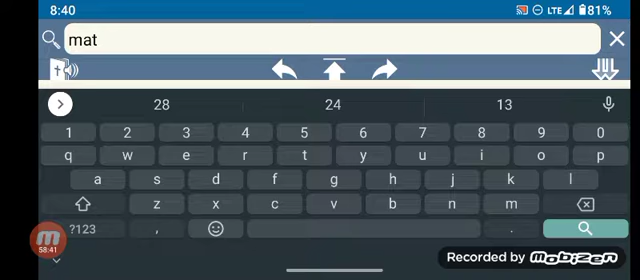 8:40 LTE 81%
mat
28 24 13
1 2 3 4 5 6 7 8 9 0
q w e r t y u i o p
a s d f g h j k l
z x c v b n m
?123 , .
58:41
Recorded by MOBIZEN